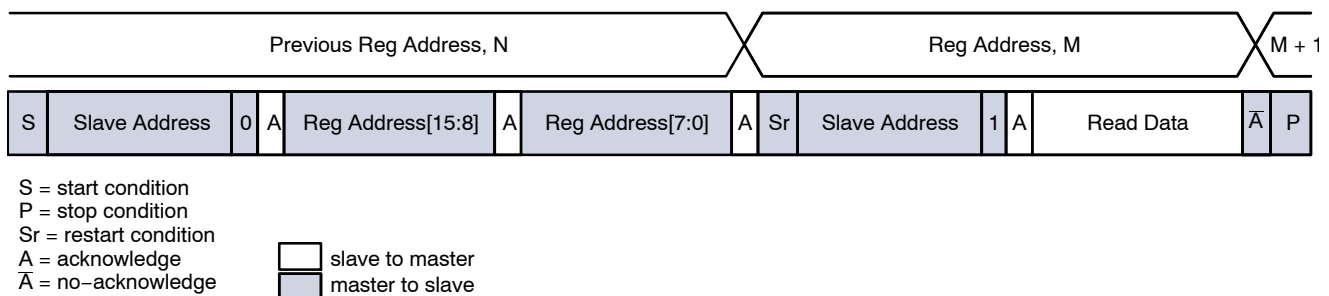 Previous Reg Address, N Reg Address, M M + 1
S Slave Address 0 A Reg Address[15:8] A Reg Address[7:0] A Sr Slave Address 1 A Read Data A̅ P
S = start condition
P = stop condition
Sr = restart condition
A = acknowledge slave to master
A̅ = no−acknowledge master to slave